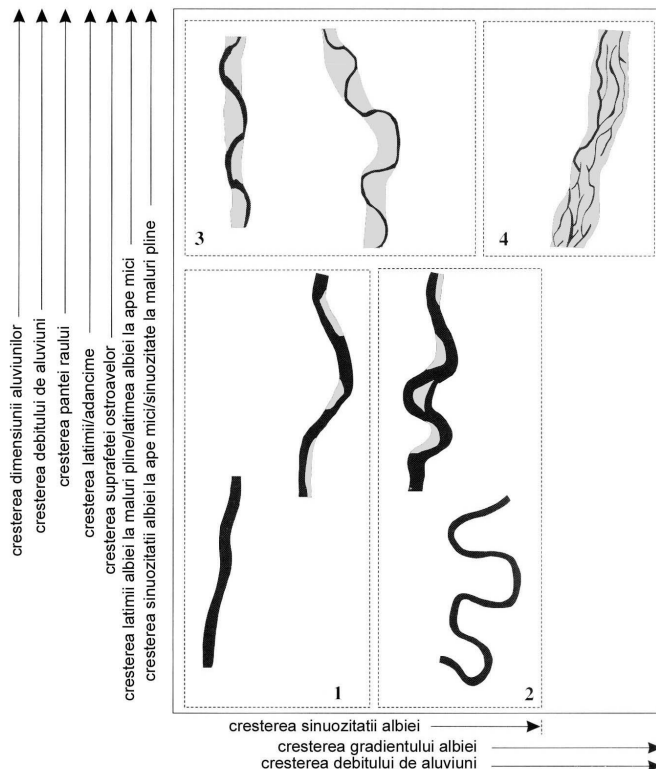 cresterea dimensiunii aluviunilor
cresterea debitului de aluviuni
cresterea pantei raului
cresterea latimii/adancime
cresterea suprafetei ostroavelor
cresterea latimii albiei la maluri pline/latimea albiei la ape mici
cresterea sinuozitatii albiei la ape mici/sinuozitate la maluri pline
3
4
1
2
cresterea sinuozitatii albiei
cresterea gradientului albiei
cresterea debitului de aluviuni